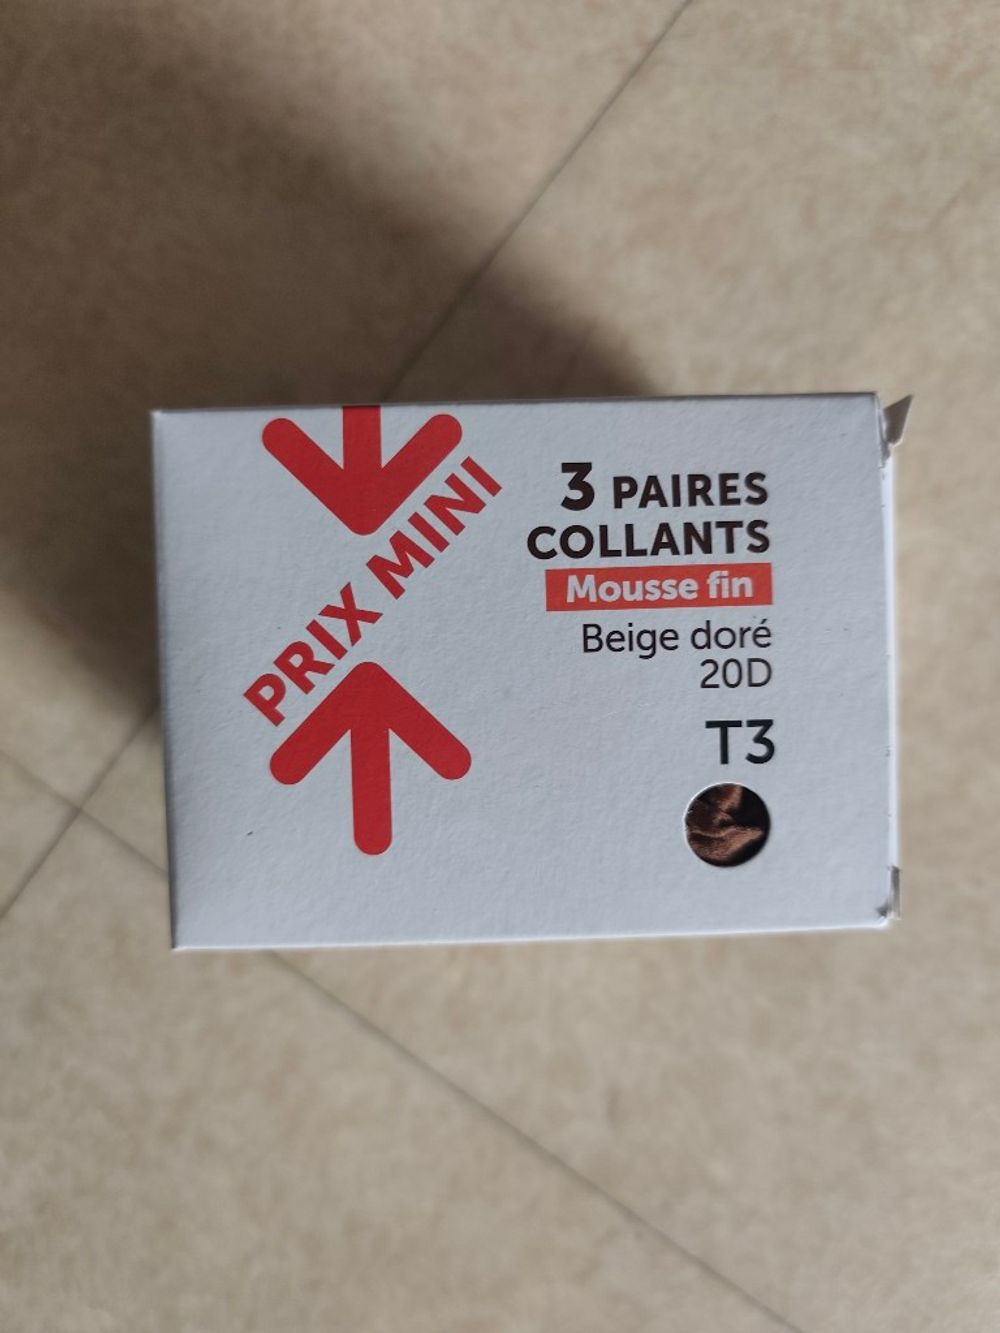 PRIX MINI
3 PAIRES
COLLANTS
Mousse fin
Beige doré
20D
T3